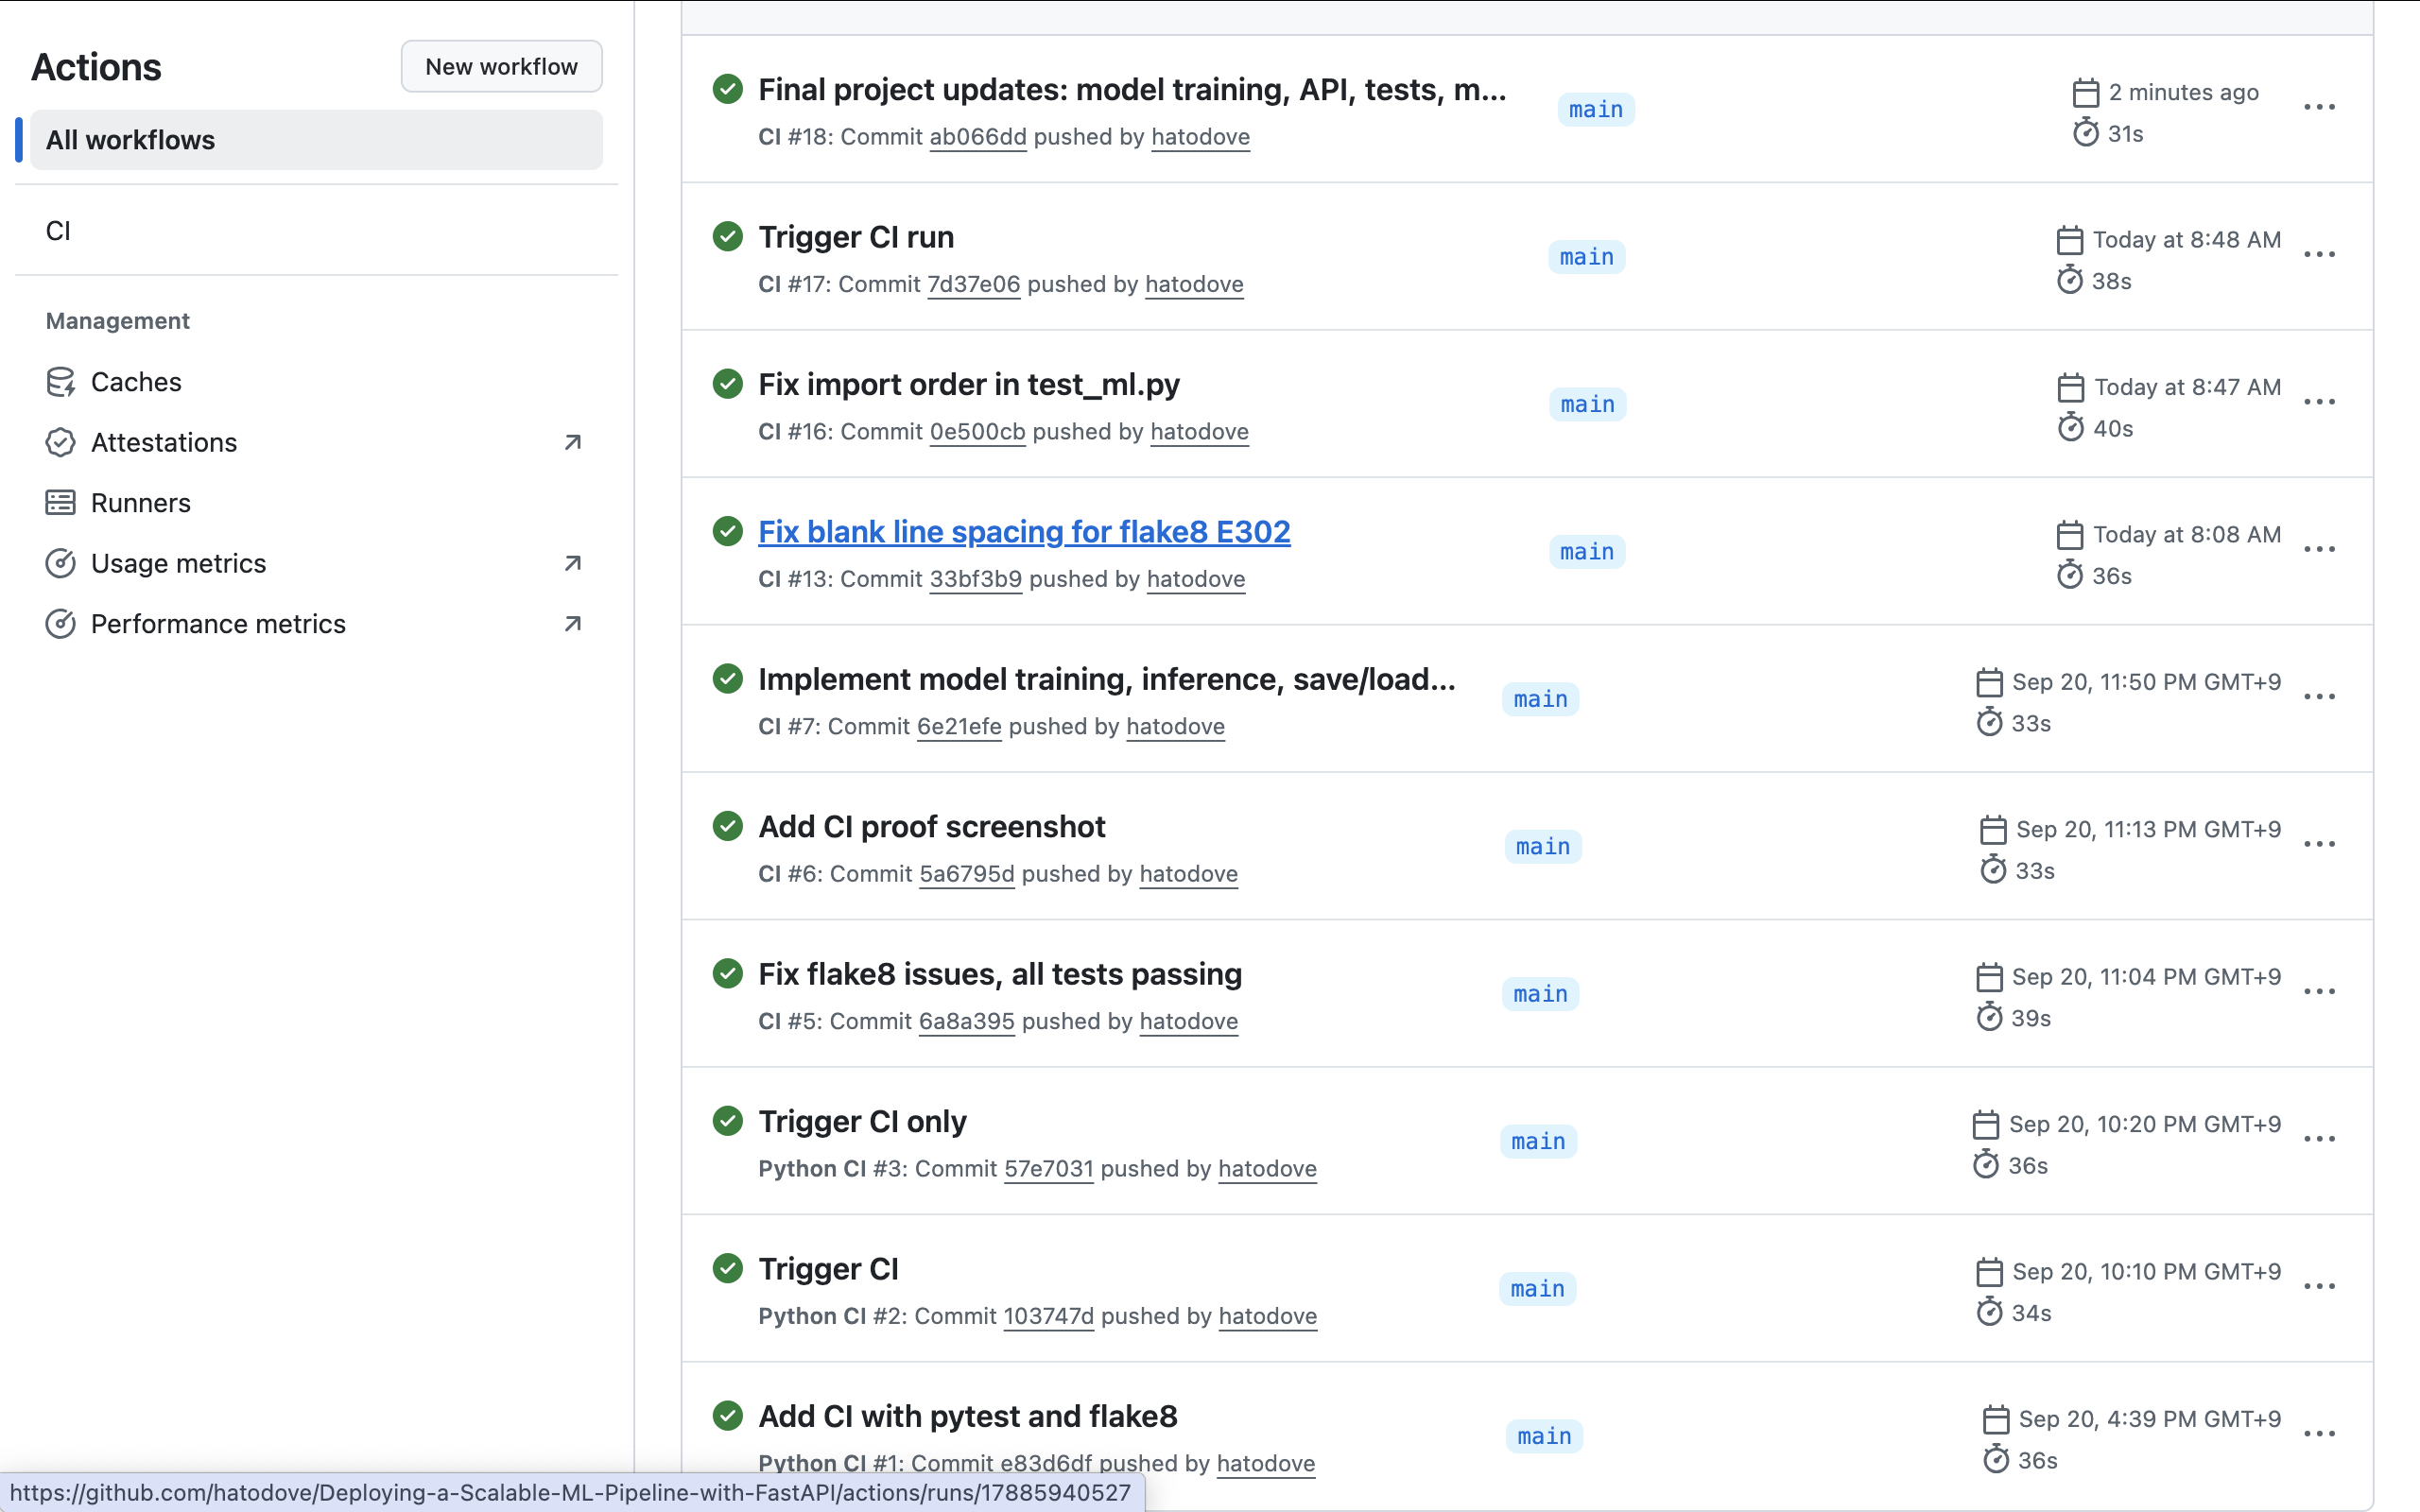 Actions
New workflow
All workflows
CI
Management
Caches
Attestations
Runners
Usage metrics
Performance metrics
Final project updates: model training, API, tests, m...
CI #18: Commit ab066dd pushed by hatodove
main
2 minutes ago
31s
Trigger CI run
CI #17: Commit 7d37e06 pushed by hatodove
main
Today at 8:48 AM
38s
Fix import order in test_ml.py
CI #16: Commit 0e500cb pushed by hatodove
main
Today at 8:47 AM
40s
Fix blank line spacing for flake8 E302
CI #13: Commit 33bf3b9 pushed by hatodove
main
Today at 8:08 AM
36s
Implement model training, inference, save/load...
CI #7: Commit 6e21efe pushed by hatodove
main
Sep 20, 11:50 PM GMT+9
33s
Add CI proof screenshot
CI #6: Commit 5a6795d pushed by hatodove
main
Sep 20, 11:13 PM GMT+9
33s
Fix flake8 issues, all tests passing
CI #5: Commit 6a8a395 pushed by hatodove
main
Sep 20, 11:04 PM GMT+9
39s
Trigger CI only
Python CI #3: Commit 57e7031 pushed by hatodove
main
Sep 20, 10:20 PM GMT+9
36s
Trigger CI
Python CI #2: Commit 103747d pushed by hatodove
main
Sep 20, 10:10 PM GMT+9
34s
Add CI with pytest and flake8
Python CI #1: Commit e83d6df pushed by hatodove
main
Sep 20, 4:39 PM GMT+9
36s
https://github.com/hatodove/Deploying-a-Scalable-ML-Pipeline-with-FastAPI/actions/runs/17885940527